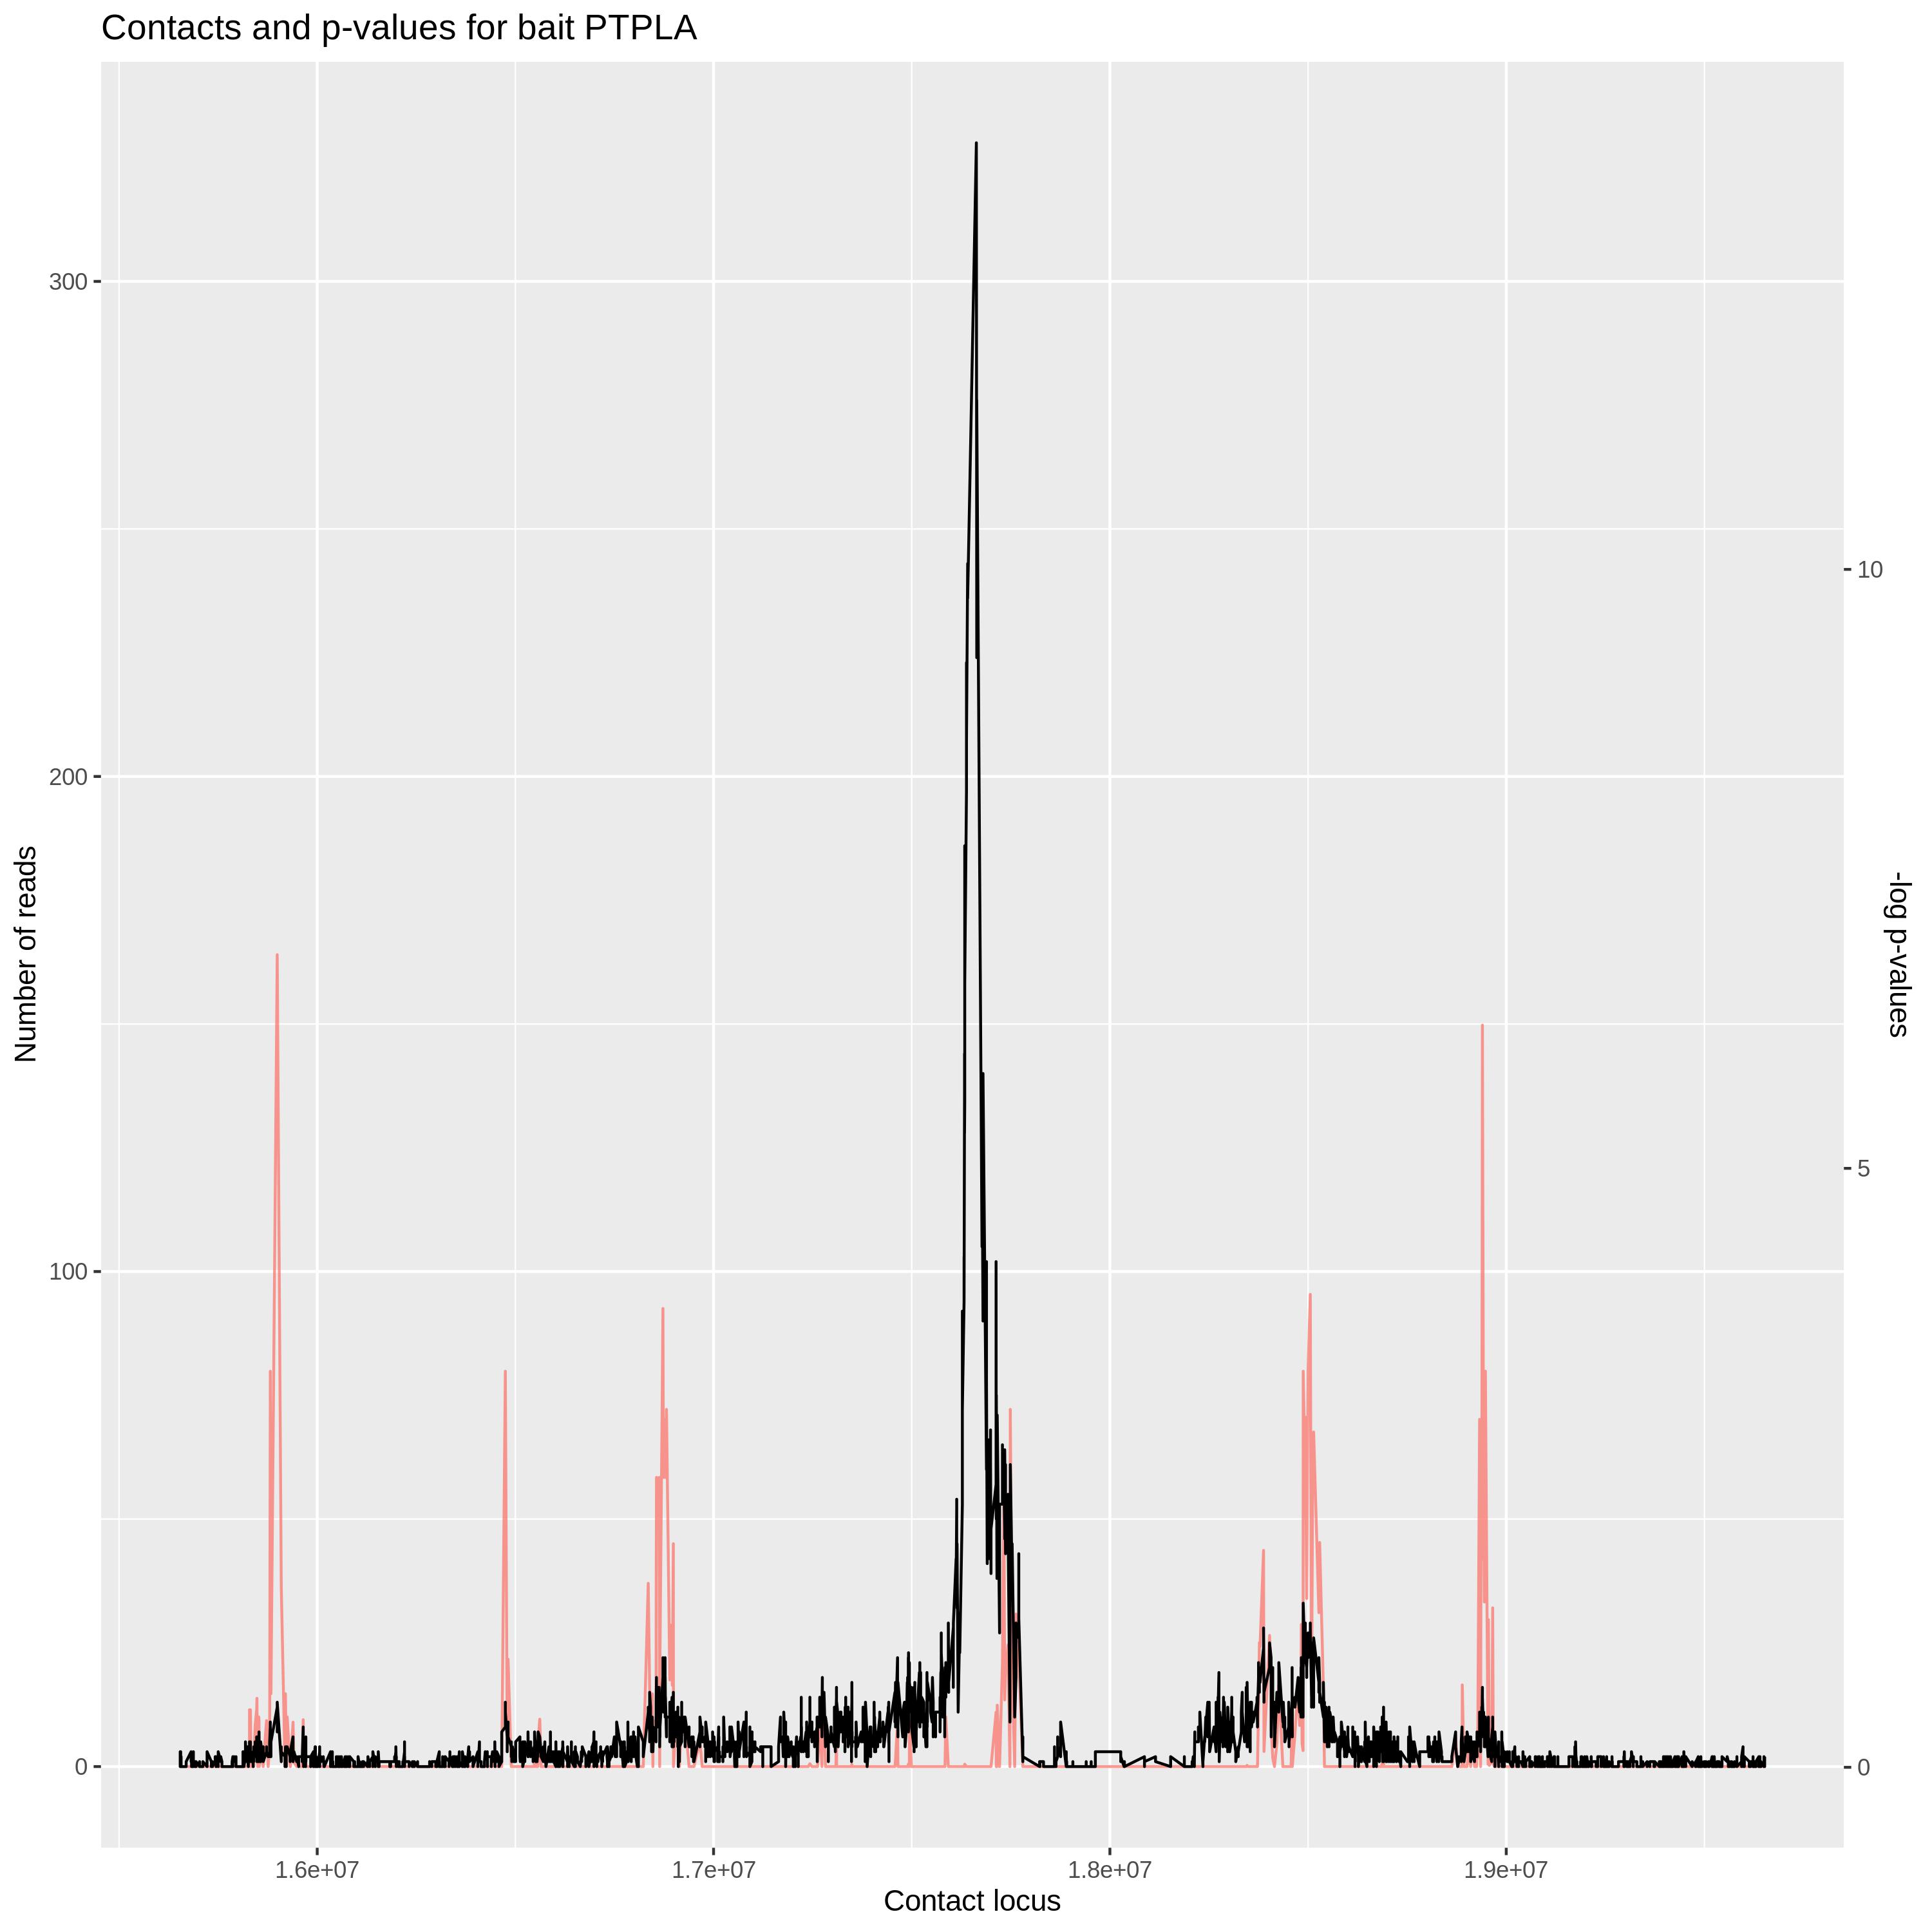 Contacts and p-values for bait PTPLA
300
200
100
0
Number of reads
10
5
0
-log p-values
1.6e+07
1.7e+07
1.8e+07
1.9e+07
Contact locus